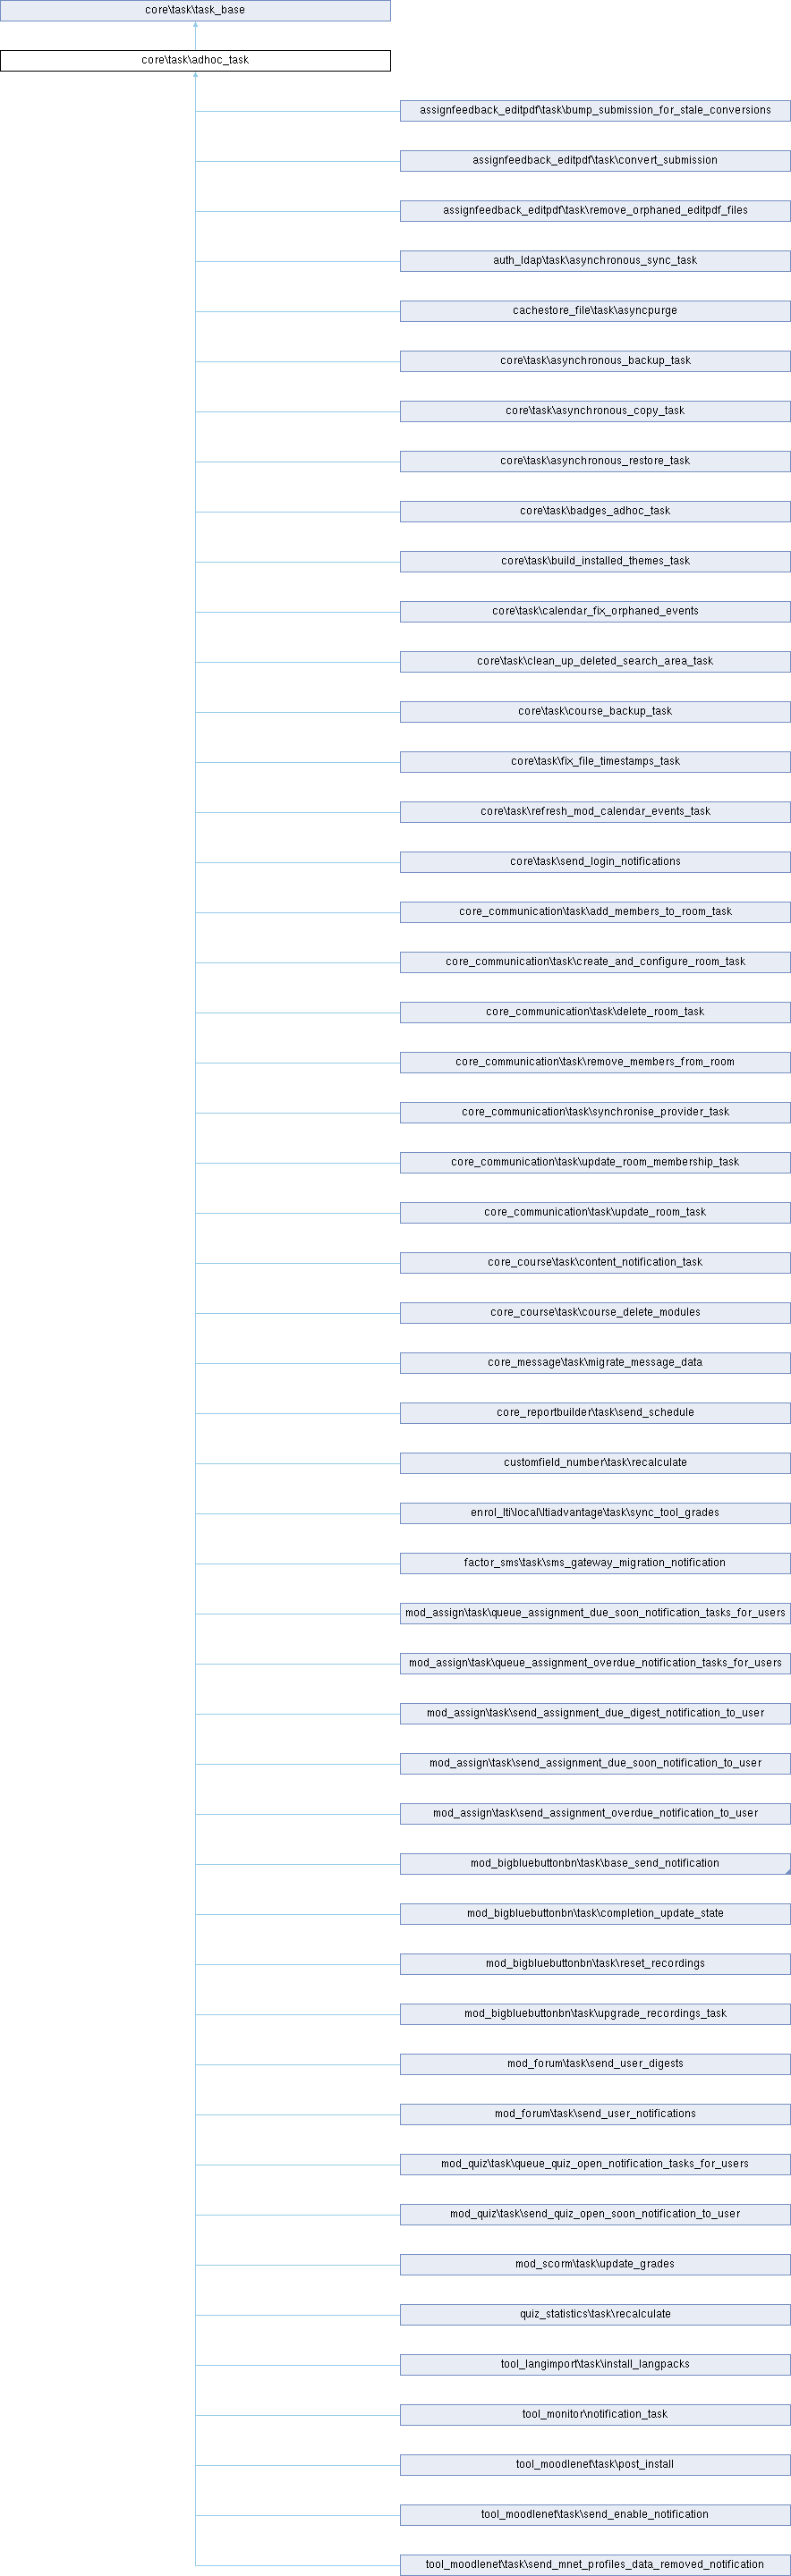 core\task\task_base
core\task\adhoc_task
assignfeedback_editpdf\task\bump_submission_for_stale_conversions
assignfeedback_editpdf\task\convert_submission
assignfeedback_editpdf\task\remove_orphaned_editpdf_files
auth_ldap\task\asynchronous_sync_task
cachestore_file\task\asyncpurge
core\task\asynchronous_backup_task
core\task\asynchronous_copy_task
core\task\asynchronous_restore_task
core\task\badges_adhoc_task
core\task\build_installed_themes_task
core\task\calendar_fix_orphaned_events
core\task\clean_up_deleted_search_area_task
core\task\course_backup_task
core\task\fix_file_timestamps_task
core\task\refresh_mod_calendar_events_task
core\task\send_login_notifications
core_communication\task\add_members_to_room_task
core_communication\task\create_and_configure_room_task
core_communication\task\delete_room_task
core_communication\task\remove_members_from_room
core_communication\task\synchronise_provider_task
core_communication\task\update_room_membership_task
core_communication\task\update_room_task
core_course\task\content_notification_task
core_course\task\course_delete_modules
core_message\task\migrate_message_data
core_reportbuilder\task\send_schedule
customfield_number\task\recalculate
enrol_lti\local\ltiadvantage\task\sync_tool_grades
factor_sms\task\sms_gateway_migration_notification
mod_assign\task\queue_assignment_due_soon_notification_tasks_for_users
mod_assign\task\queue_assignment_overdue_notification_tasks_for_users
mod_assign\task\send_assignment_due_digest_notification_to_user
mod_assign\task\send_assignment_due_soon_notification_to_user
mod_assign\task\send_assignment_overdue_notification_to_user
mod_bigbluebuttonbn\task\base_send_notification
mod_bigbluebuttonbn\task\completion_update_state
mod_bigbluebuttonbn\task\reset_recordings
mod_bigbluebuttonbn\task\upgrade_recordings_task
mod_forum\task\send_user_digests
mod_forum\task\send_user_notifications
mod_quiz\task\queue_quiz_open_notification_tasks_for_users
mod_quiz\task\send_quiz_open_soon_notification_to_user
mod_scorm\task\update_grades
quiz_statistics\task\recalculate
tool_langimport\task\install_langpacks
tool_monitor\notification_task
tool_moodlenet\task\post_install
tool_moodlenet\task\send_enable_notification
tool_moodlenet\task\send_mnet_profiles_data_removed_notification